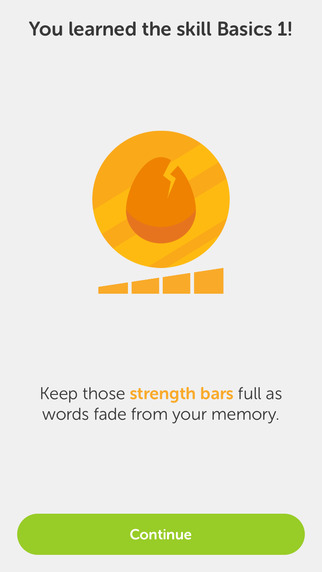 You learned the skill Basics 1!
Keep those strength bars full as
words fade from your memory.
Continue